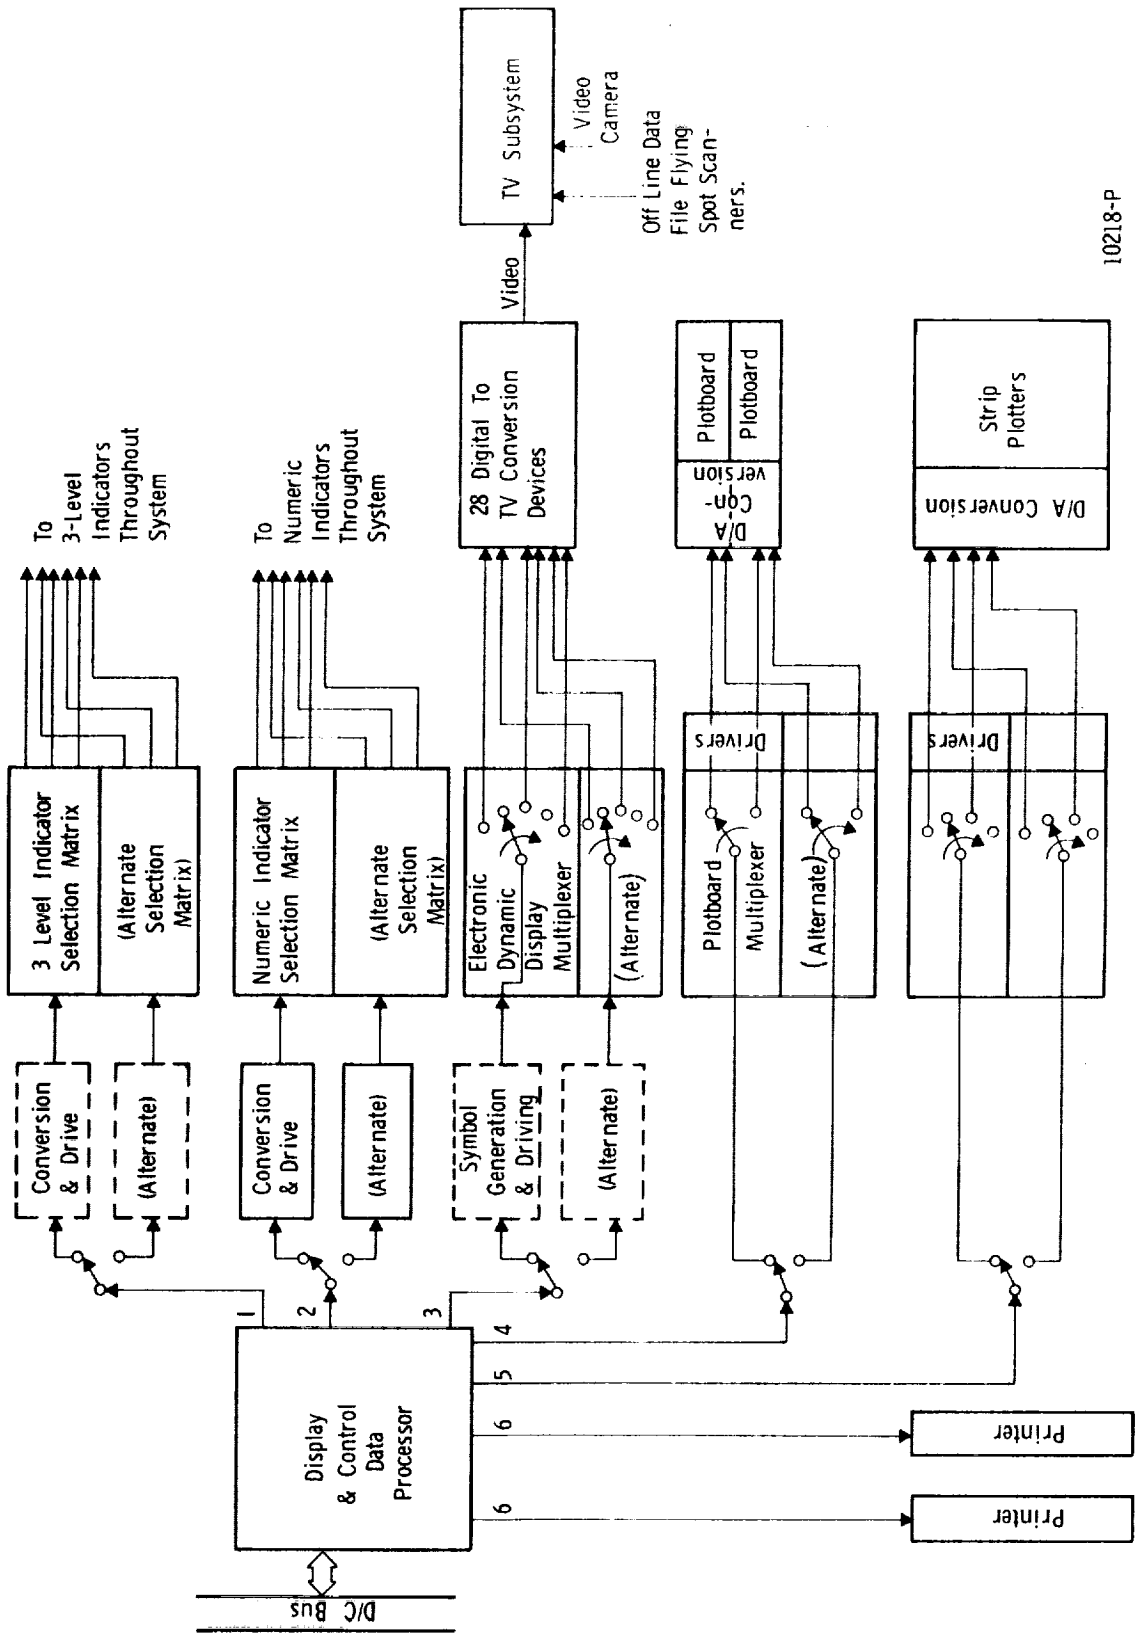 D/C Bus
Display
& Control
Data
Processor
1
2
3
4
5
6
6
Conversion
& Drive
(Alternate)
3 Level Indicator
Selection Matrix
(Alternate
Selection
Matrix)
To
3-Level
Indicators
Throughout
System
Conversion
& Drive
(Alternate)
Numeric Indicator
Selection Matrix
(Alternate
Selection
Matrix)
To
Numeric
Indicators
Throughout
System
Symbol
Generation
& Driving
(Alternate)
Electronic
Dynamic
Display
Multiplexer
(Alternate)
28 Digital To
TV Conversion
Devices
Video
TV Subsystem
Video
Camera
Off Line Data
File Flying
Spot Scan-
ners.
Plotboard
Multiplexer
(Alternate)
Drivers
D/A
Con-
version
Plotboard
Plotboard
Drivers
D/A Conversion
Strip
Plotters
Printer
Printer
10218-P